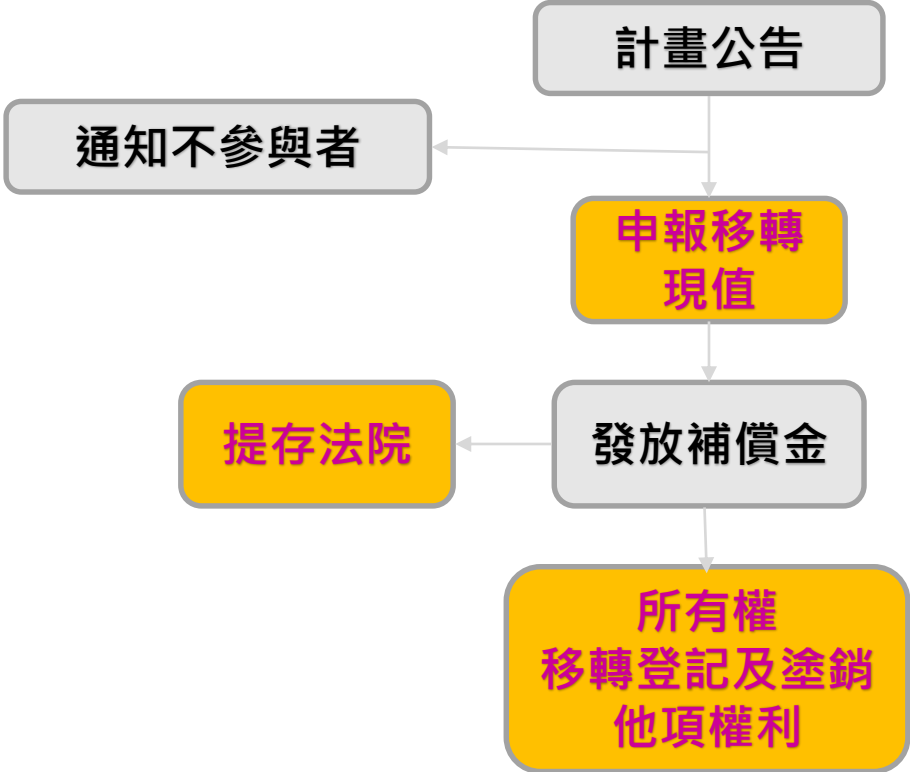 計畫公告
通知不參與者
申報移轉
現值
提存法院
發放補償金
所有權
移轉登記及塗銷
他項權利